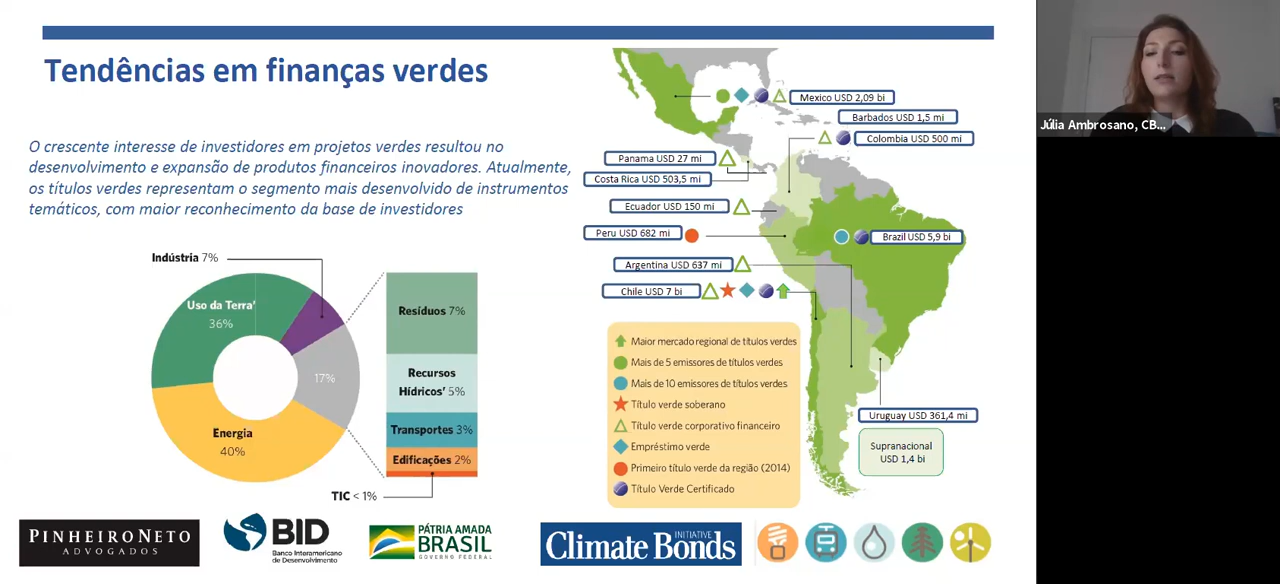 Tendências em finanças verdes
O crescente interesse de investidores em projetos verdes resultou no
desenvolvimento e expansão de produtos financeiros inovadores. Atualmente,
os títulos verdes representam o segmento mais desenvolvido de instrumentos
temáticos, com maior reconhecimento da base de investidores
Indústria 7%
Uso da Terra'
36%
17%
Energia
40%
Resíduos 7%
Recursos
Hídricos' 5%
Transportes 3%
Edificações 2%
TIC < 1%
Mexico USD 2,09 bi
Barbados USD 1,5 mi
Colombia USD 500 mi
Panama USD 27 mi
Costa Rica USD 503,5 mi
Ecuador USD 150 mi
Peru USD 682 mi
Brazil USD 5,9 bi
Argentina USD 637 mi
Chile USD 7 bi
Maior mercado regional de títulos verdes
Mais de 5 emissores de títulos verdes
Mais de 10 emissores de títulos verdes
Título verde soberano
Título verde corporativo financeiro
Empréstimo verde
Primeiro título verde da região (2014)
Título Verde Certificado
Uruguay USD 361,4 mi
Supranacional
USD 1,4 bi
PINHEIRONETO
ADVOGADOS
BID
Banco Interamericano
de Desenvolvimento
PÁTRIA AMADA
BRASIL
GOVERNO FEDERAL
Climate Bonds
INITIATIVE
Júlia Ambrosano, CB...